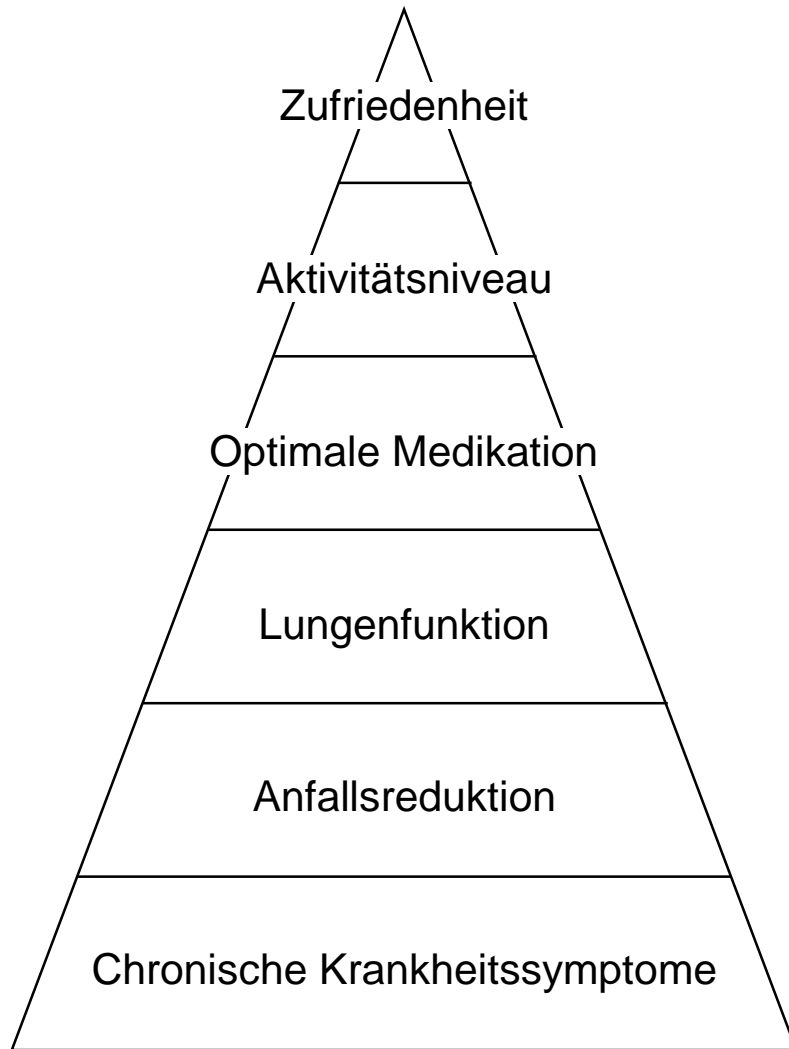 Zufriedenheit
Aktivitätsniveau
Optimale Medikation
Lungenfunktion
Anfallsreduktion
Chronische Krankheitssymptome